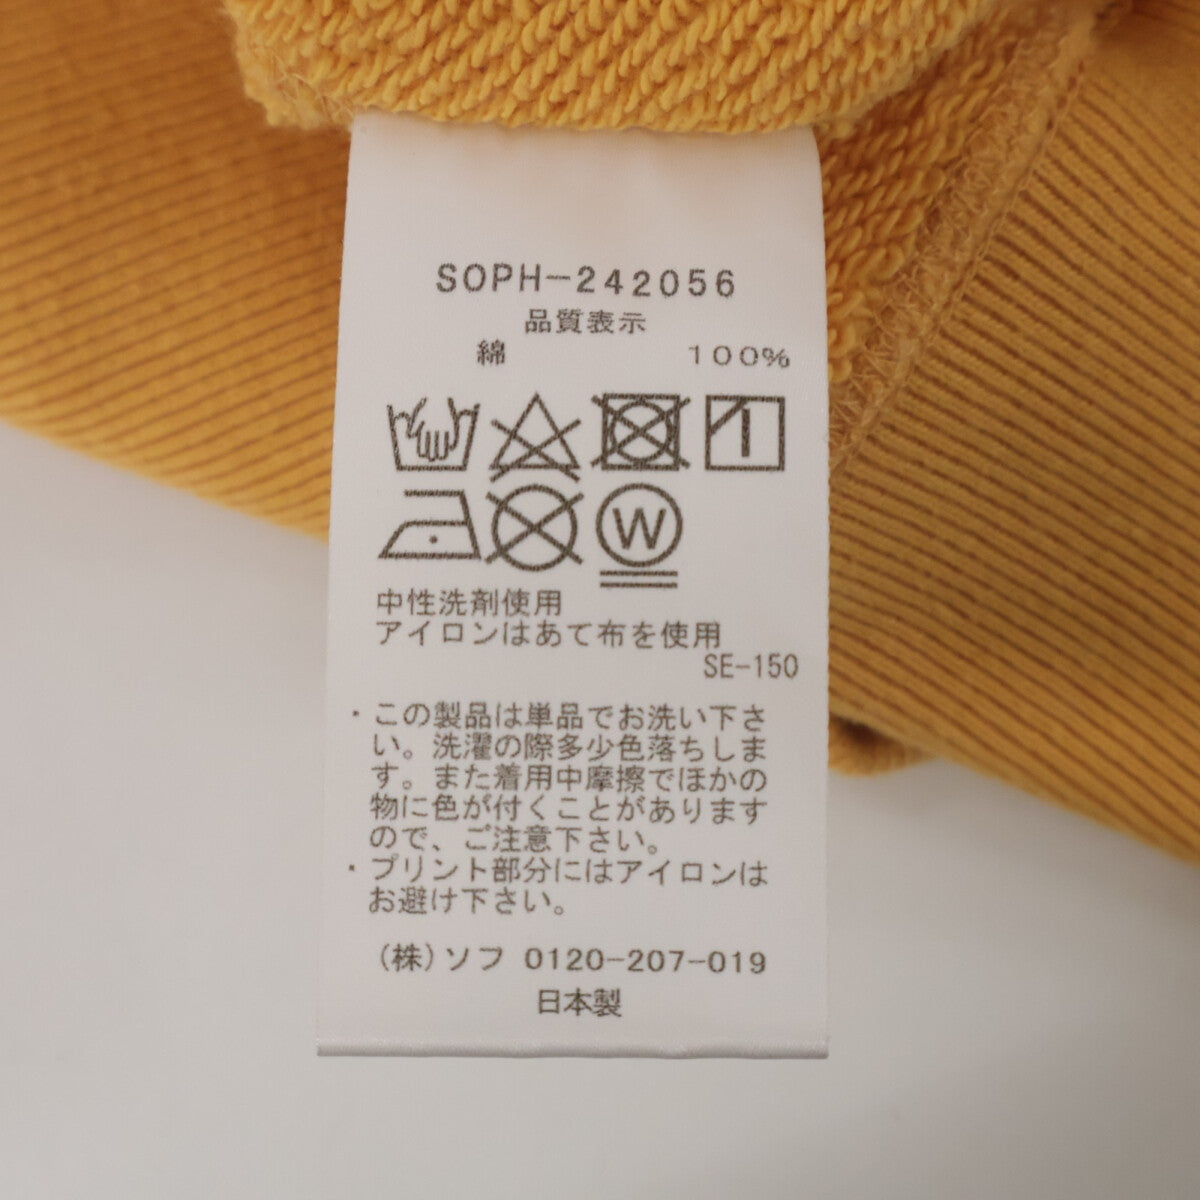 SOPH-242056
品質表示
綿 100%
W
中性洗剤使用
アイロンはあて布を使用
SE-150
・この製品は単品でお洗い下さ
い。洗濯の際多少色落ちしま
す。また着用中摩擦でほかの
物に色が付くことがあります
ので、ご注意下さい。
・プリント部分にはアイロンは
お避け下さい。
(株)ソフ 0120-207-019
日本製